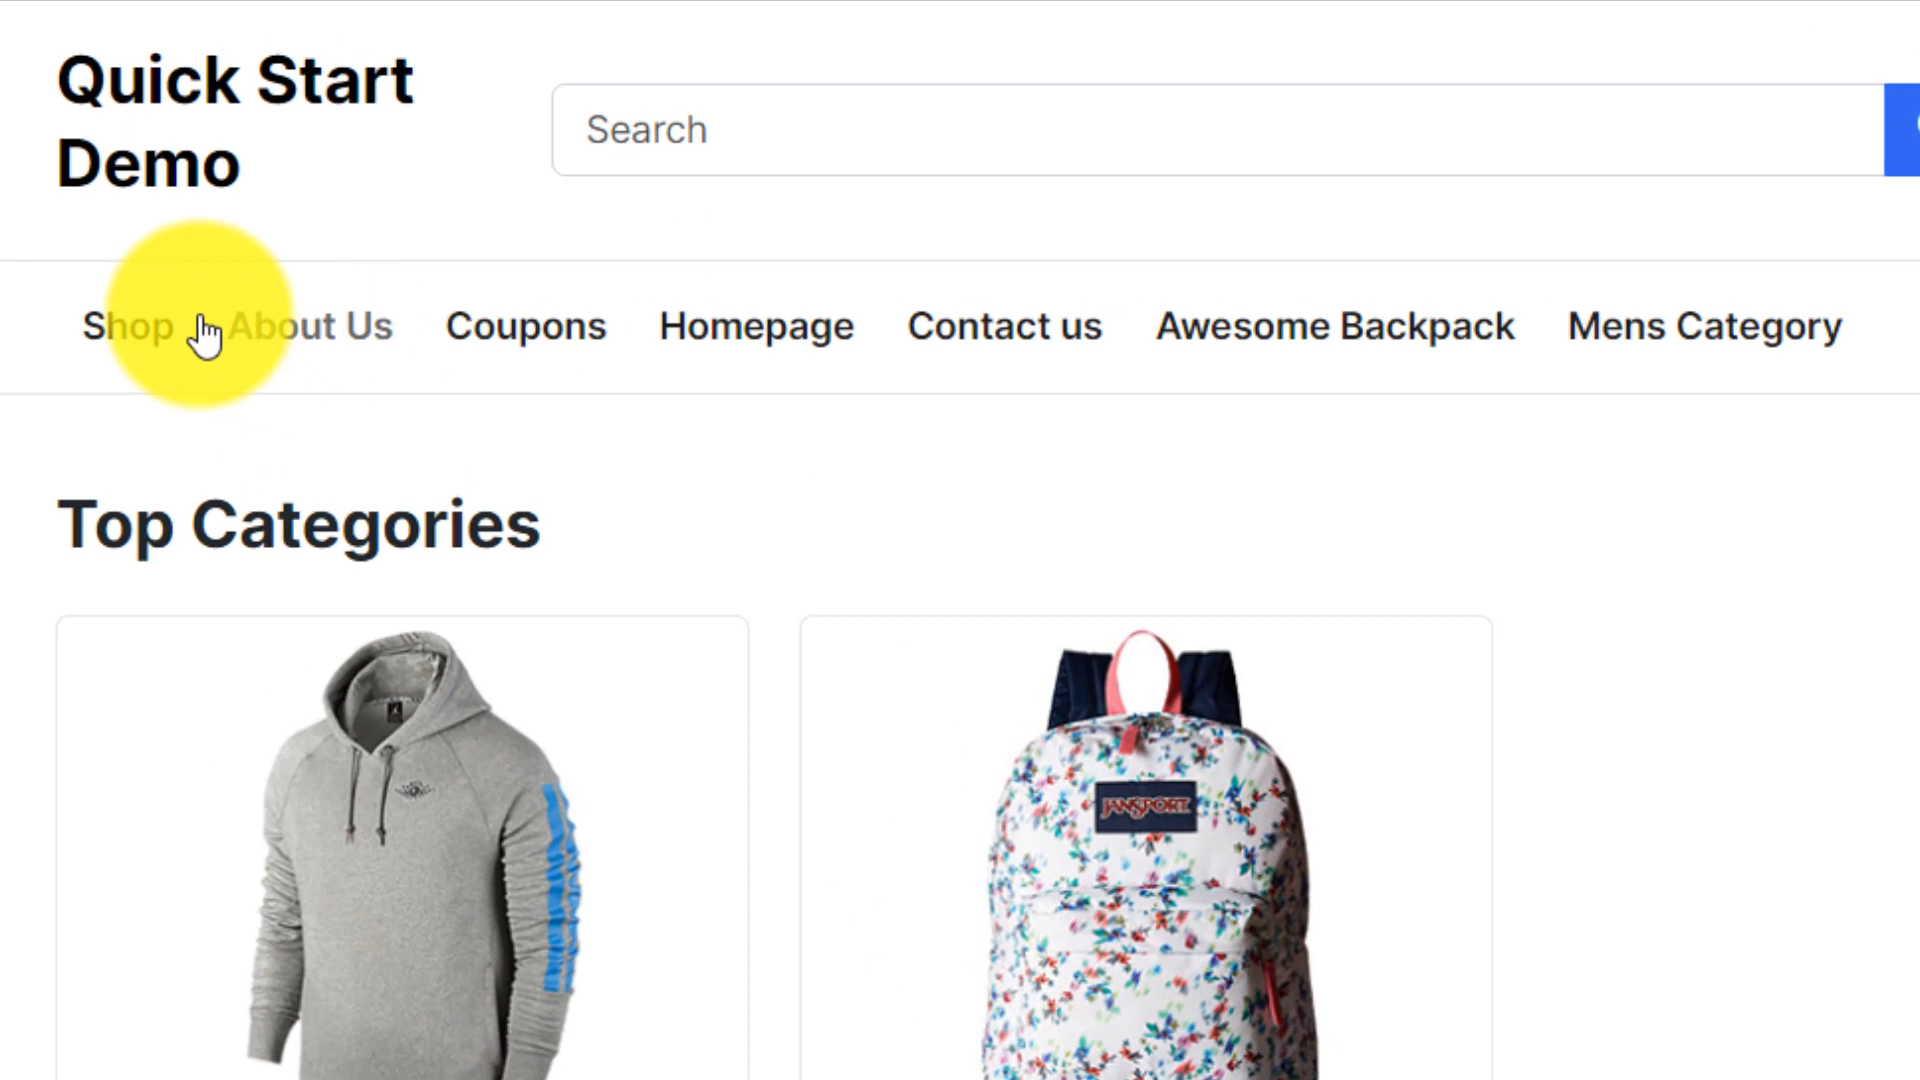 Quick Start
Demo
Search
Shop About Us Coupons Homepage Contact us Awesome Backpack Mens Category
Top Categories
JANSPORT